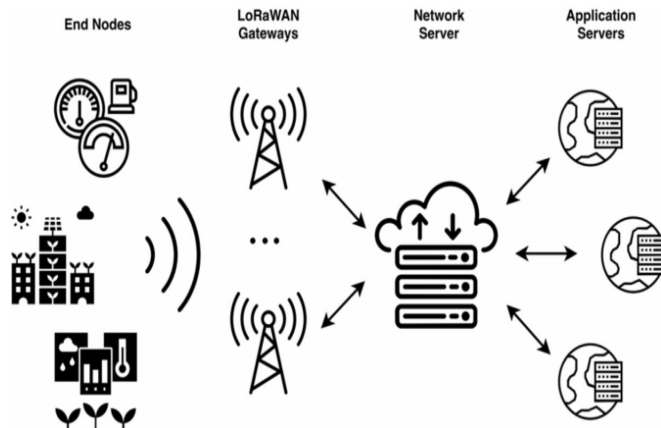 End Nodes
LoRaWAN
Gateways
Network
Server
Application
Servers
...